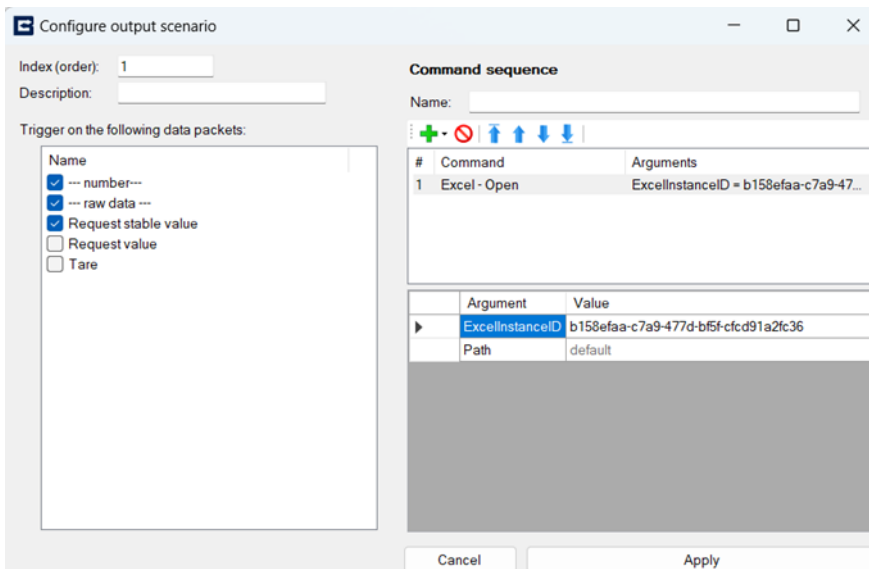 Configure output scenario
Index (order): 1
Description:
Trigger on the following data packets:
Name
--- number---
--- raw data ---
Request stable value
Request value
Tare
Command sequence
Name:
# Command Arguments
1 Excel - Open ExcelInstanceID = b158efaa-c7a9-47...
Argument Value
ExcelInstanceID b158efaa-c7a9-477d-bf5f-cfcd91a2fc36
Path default
Cancel Apply